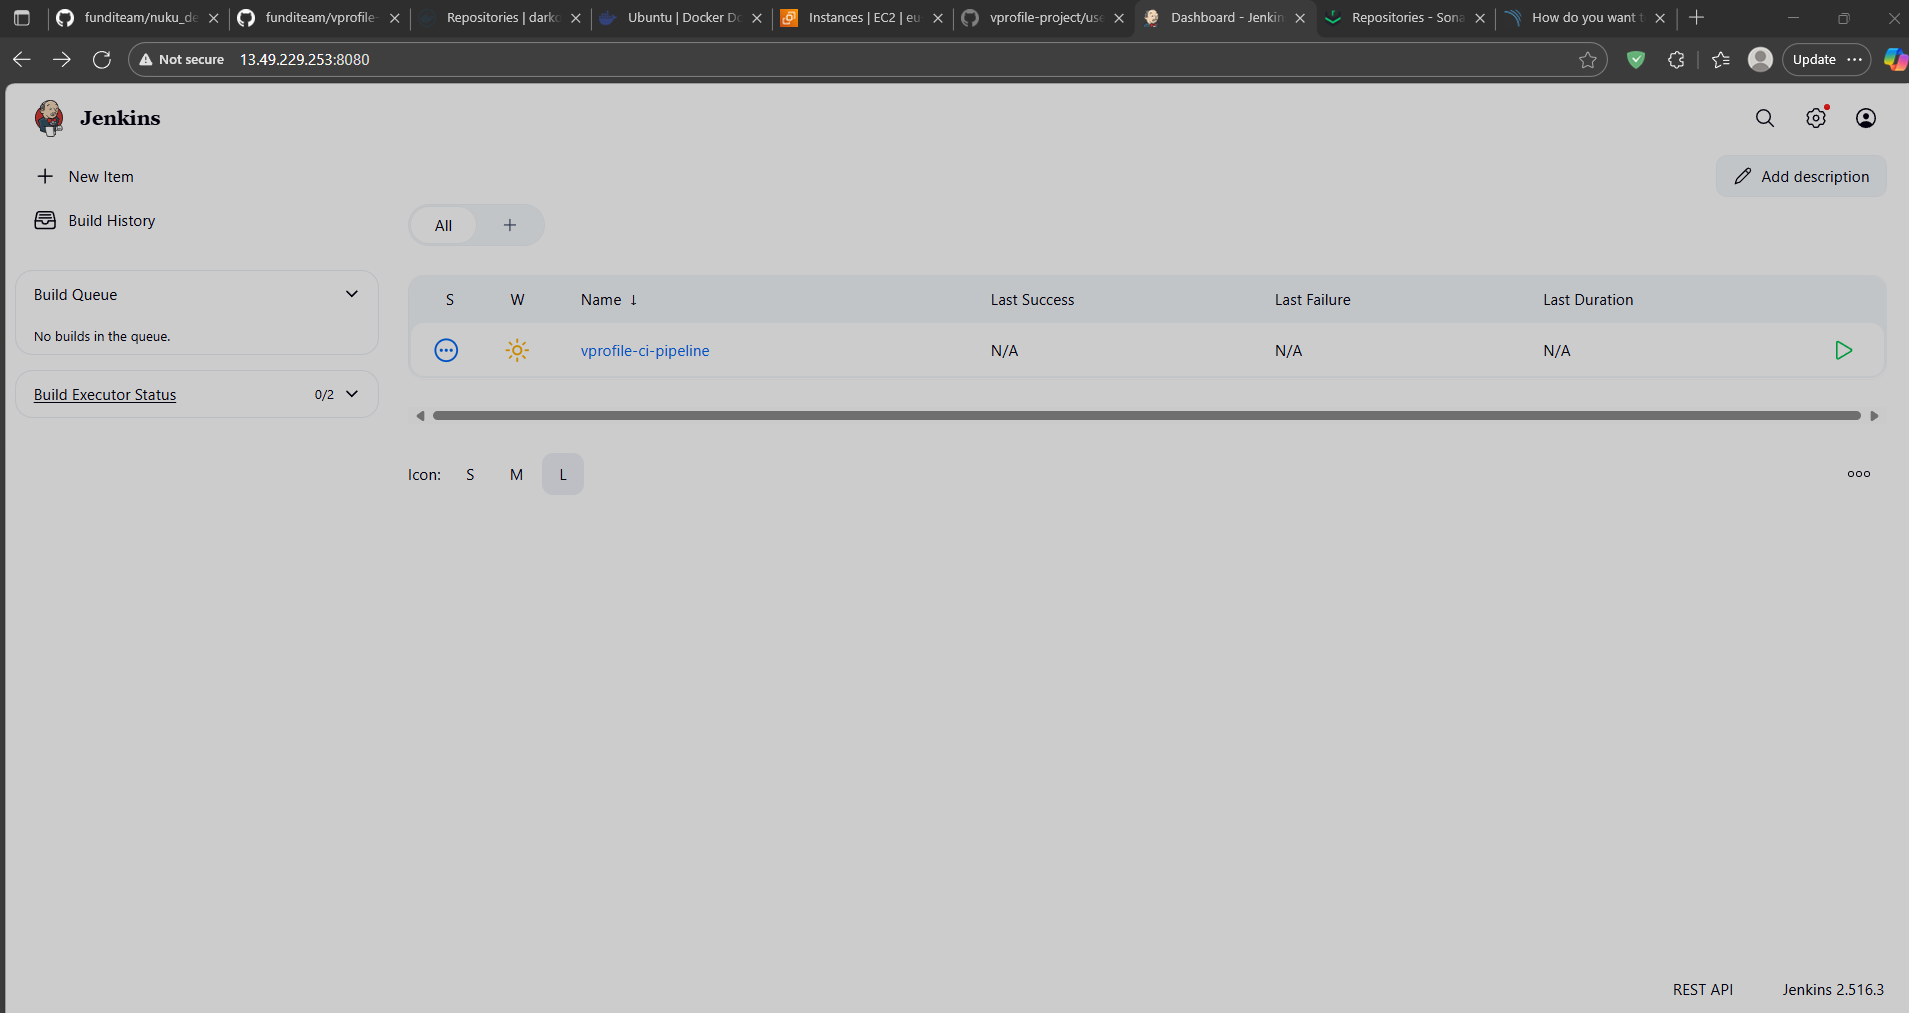 funditeam/nuku_de
funditeam/vprofile-
Repositories | darko
Ubuntu | Docker Do
Instances | EC2 | eu
vprofile-project/use
Dashboard - Jenkin
Repositories - Sona
How do you want t
Not secure
13.49.229.253:8080
Update
Jenkins
New Item
Add description
Build History
All
Build Queue
No builds in the queue.
Build Executor Status
0/2
S W Name ↓ Last Success Last Failure Last Duration
vprofile-ci-pipeline N/A N/A N/A
Icon: S M L
REST API
Jenkins 2.516.3